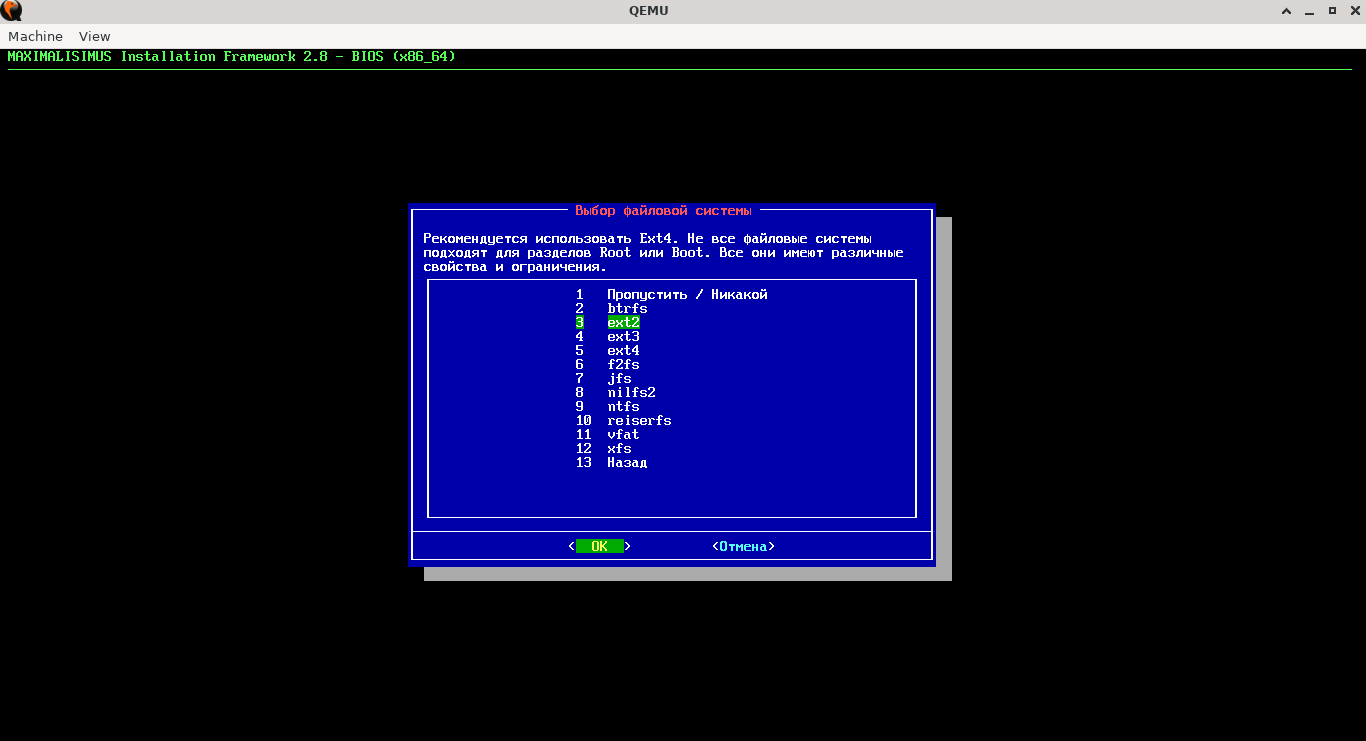 QEMU
Machine View
MAXIMALISIMUS Installation Framework 2.8 - BIOS (x86_64)
Выбор файловой системы
Рекомендуется использовать Ext4. Не все файловые системы
подходят для разделов Root или Boot. Все они имеют различные
свойства и ограничения.
1 Пропустить / Никакой
2 btrfs
3 ext2
4 ext3
5 ext4
6 f2fs
7 jfs
8 nilfs2
9 ntfs
10 reiserfs
11 vfat
12 xfs
13 Назад
< OK > <Отмена>